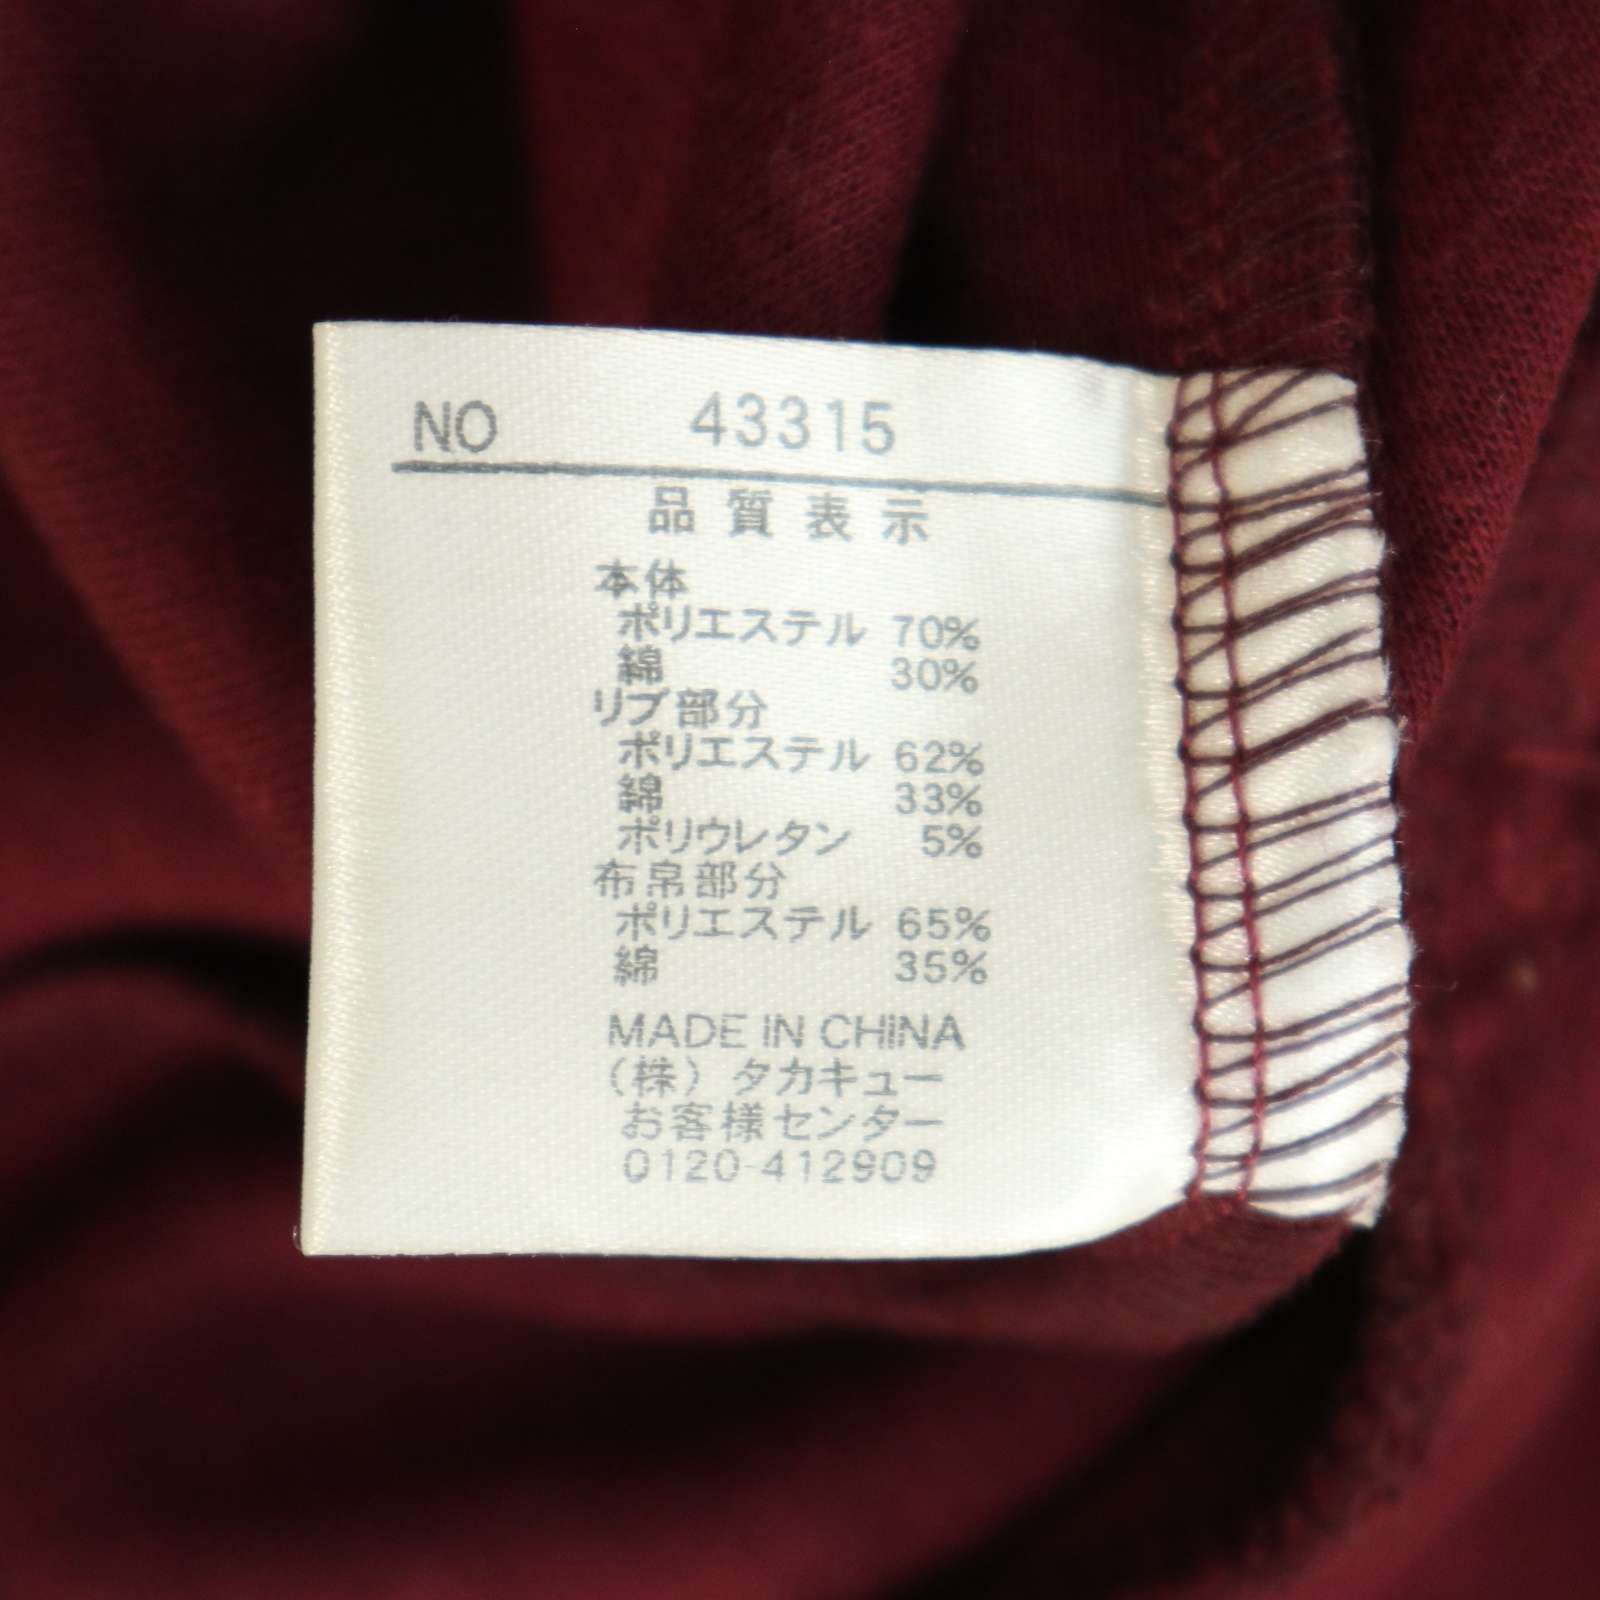 NO 43315
品質表示
本体
ポリエステル 70%
綿 30%
リブ部分
ポリエステル 62%
綿 33%
ポリウレタン 5%
布帛部分
ポリエステル 65%
綿 35%
MADE IN CHINA
（株）タカキュー
お客様センター
0120-412909